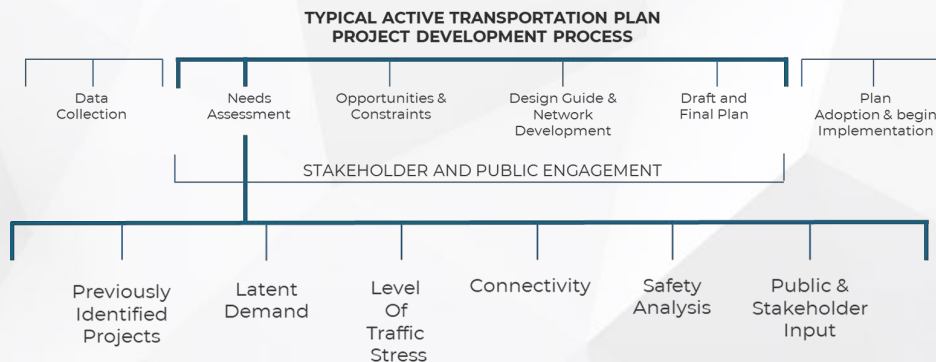 TYPICAL ACTIVE TRANSPORTATION PLAN
PROJECT DEVELOPMENT PROCESS
Data
Collection
Needs
Assessment
Opportunities &
Constraints
Design Guide &
Network
Development
Draft and
Final Plan
Plan
Adoption & begin
Implementation
STAKEHOLDER AND PUBLIC ENGAGEMENT
Previously
Identified
Projects
Latent
Demand
Level
Of
Traffic
Stress
Connectivity
Safety
Analysis
Public &
Stakeholder
Input